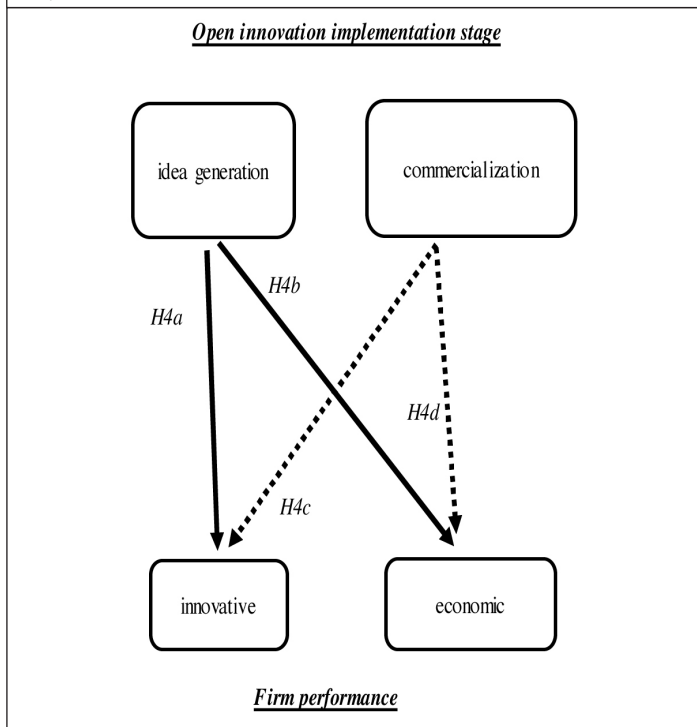 Open innovation implementation stage
idea generation
commercialization
H4b
H4a
H4d
H4c
innovative
economic
Firm performance